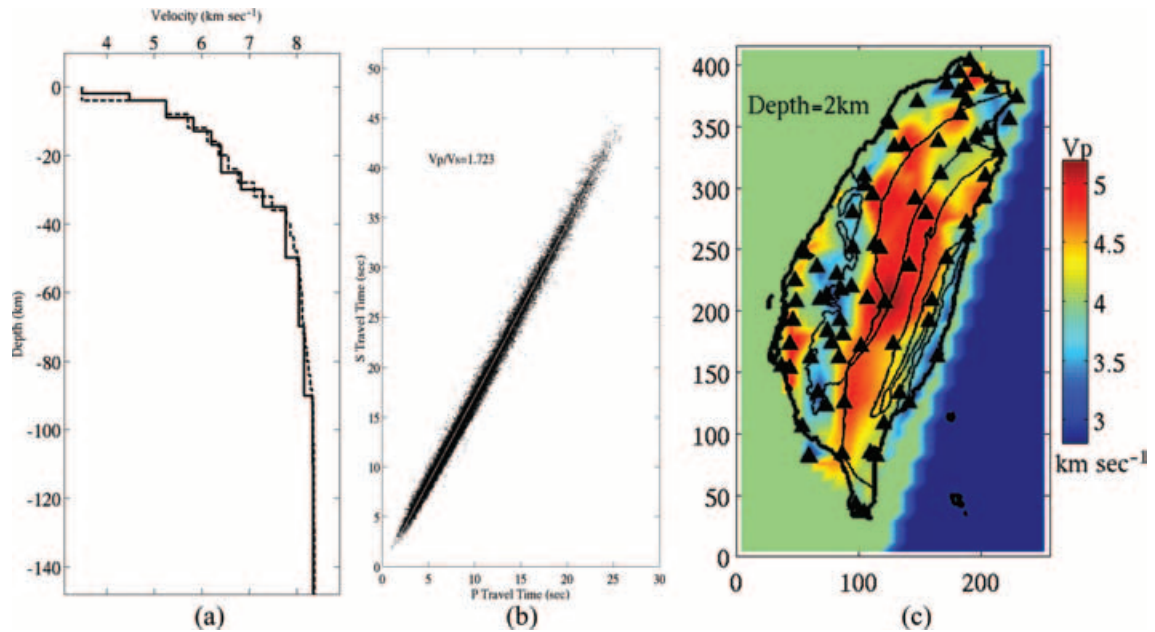 Velocity (km sec⁻¹)
4 5 6 7 8
0
-20
-40
-60
-80
-100
-120
-140
Depth(km)
(a)
50
45
40
35
30
25
20
15
10
5
0
S Travel Time (sec)
Vp/Vs=1.723
0 5 10 15 20 25 30
P Travel Time (sec)
(b)
400
350
300
250
200
150
100
50
0
Depth=2km
0 100 200
(c)
Vp
5
4.5
4
3.5
3
km sec⁻¹